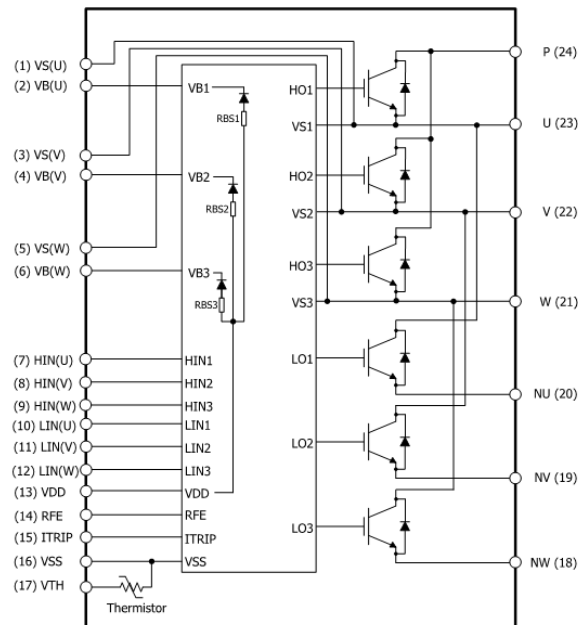 (1) VS(U)
(2) VB(U)
(3) VS(V)
(4) VB(V)
(5) VS(W)
(6) VB(W)
(7) HIN(U)
(8) HIN(V)
(9) HIN(W)
(10) LIN(U)
(11) LIN(V)
(12) LIN(W)
(13) VDD
(14) RFE
(15) ITRIP
(16) VSS
(17) VTH
Thermistor
VB1
RBS1
VB2
RBS2
VB3
RBS3
HIN1
HIN2
HIN3
LIN1
LIN2
LIN3
VDD
RFE
ITRIP
VSS
HO1
VS1
HO2
VS2
HO3
VS3
LO1
LO2
LO3
P (24)
U (23)
V (22)
W (21)
NU (20)
NV (19)
NW (18)